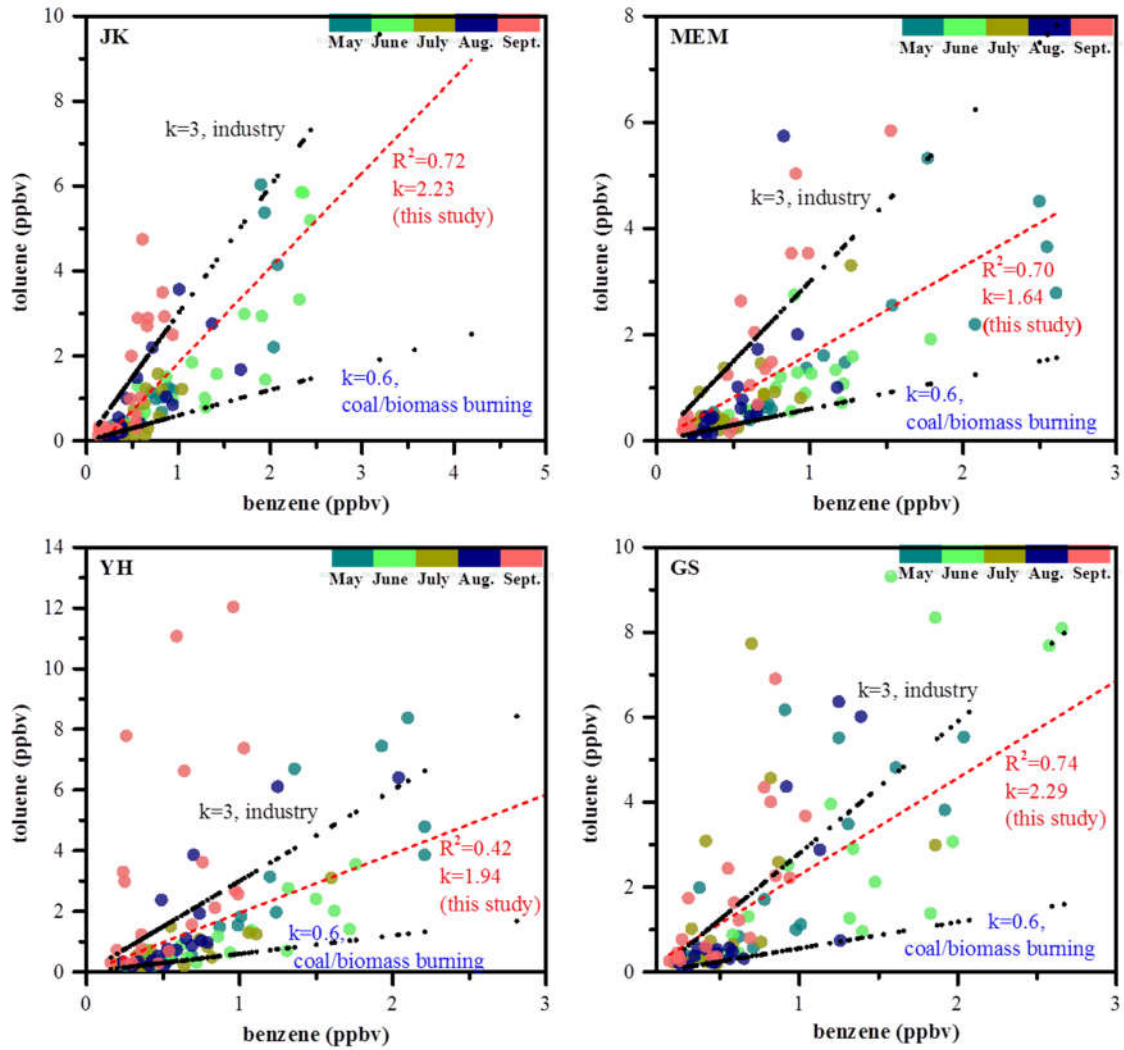 JK
May June July Aug. Sept.
10
8
6
4
2
0
k=3, industry
R²=0.72
k=2.23
(this study)
k=0.6,
coal/biomass burning
toluene (ppbv)
0 1 2 3 4 5
benzene (ppbv)
MEM
May June July Aug. Sept.
8
6
4
2
0
k=3, industry
R²=0.70
k=1.64
(this study)
k=0.6,
coal/biomass burning
toluene (ppbv)
0 1 2 3
benzene (ppbv)
YH
May June July Aug. Sept.
14
12
10
8
6
4
2
0
k=3, industry
R²=0.42
k=1.94
(this study)
k=0.6,
coal/biomass burning
toluene (ppbv)
0 1 2 3
benzene (ppbv)
GS
May June July Aug. Sept.
10
8
6
4
2
0
k=3, industry
R²=0.74
k=2.29
(this study)
k=0.6,
coal/biomass burning
toluene (ppbv)
1 2 3
benzene (ppbv)